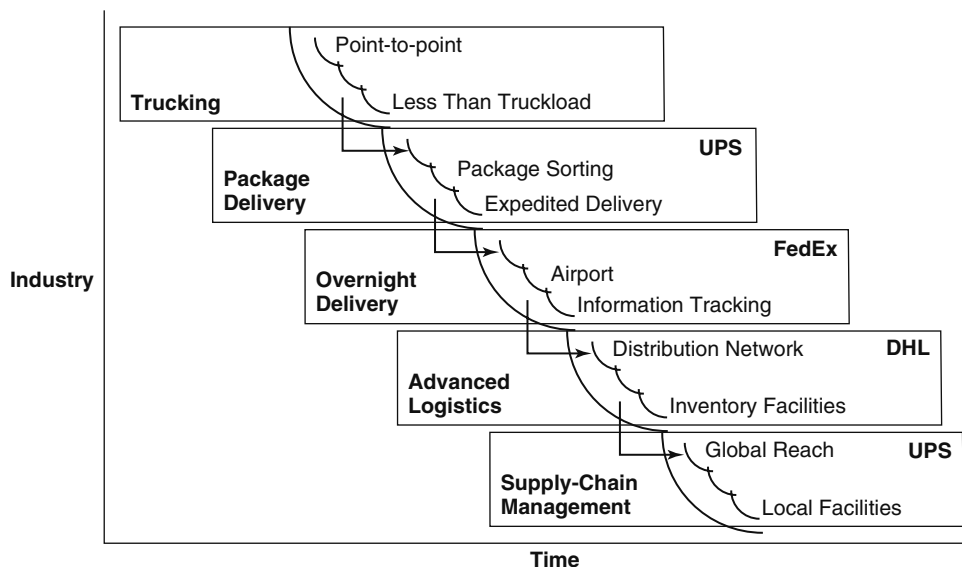 Point-to-point
Less Than Truckload
Trucking
UPS
Package Sorting
Package
Delivery
Expedited Delivery
FedEx
Airport
Overnight
Delivery
Information Tracking
Industry
Distribution Network
DHL
Advanced
Logistics
Inventory Facilities
Global Reach
UPS
Supply-Chain
Management
Local Facilities
Time